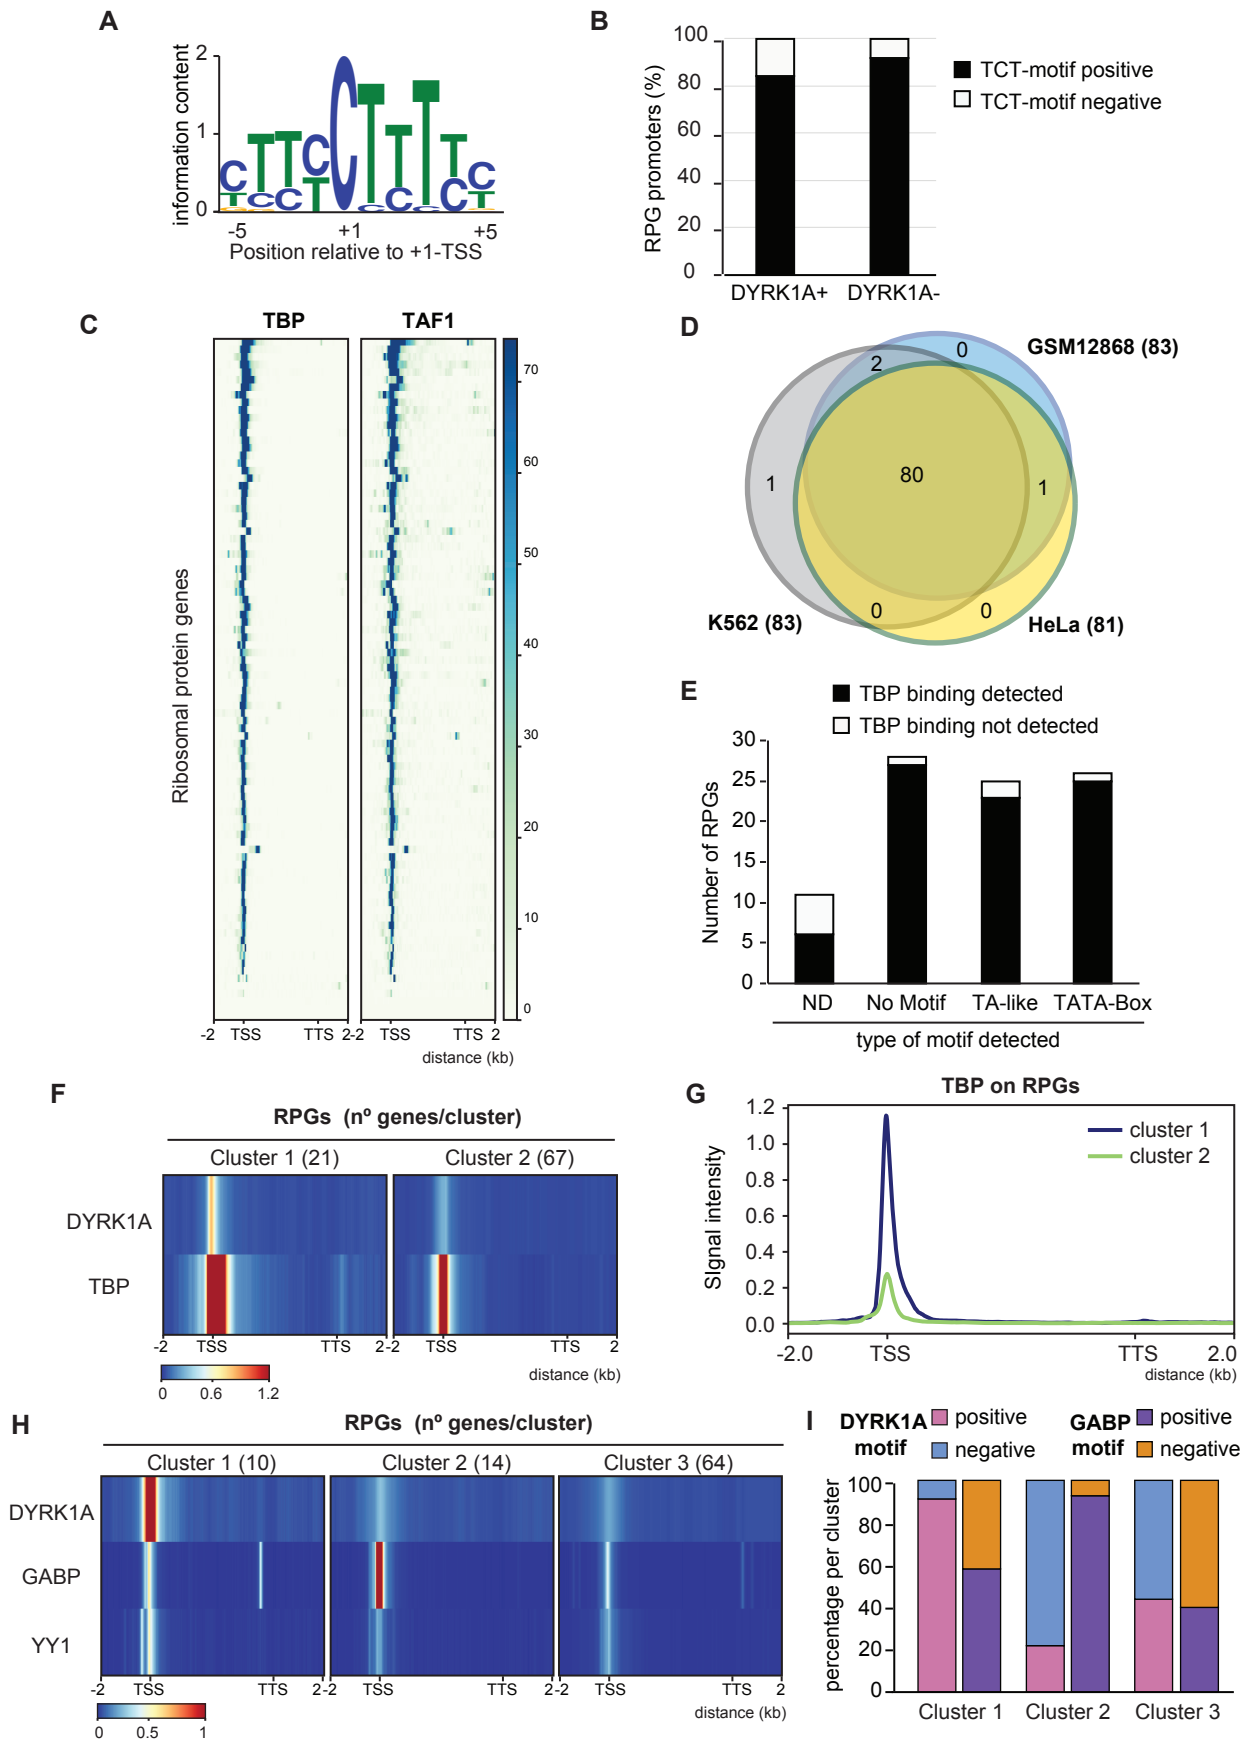 A
information content
2
1
0
C T T C C T T T T C
T C C T C C C C T
-5 +1 +5
Position relative to +1-TSS
B
RPG promoters (%)
100
80
60
40
20
0
DYRK1A+ DYRK1A-
TCT-motif positive
TCT-motif negative
C
TBP TAF1
Ribosomal protein genes
70
60
50
40
30
20
10
0
-2 TSS TTS 2 -2 TSS TTS 2
distance (kb)
D
GSM12868 (83)
0
2
80
1
1
0
0
K562 (83)
HeLa (81)
E
TBP binding detected
TBP binding not detected
Number of RPGs
30
25
20
15
10
5
0
ND No Motif TA-like TATA-Box
type of motif detected
F
RPGs (nº genes/cluster)
Cluster 1 (21) Cluster 2 (67)
DYRK1A
TBP
-2 TSS TTS 2 -2 TSS TTS 2
distance (kb)
0 0.6 1.2
G
TBP on RPGs
SIgnal intensity
1.2
1.0
0.8
0.6
0.4
0.2
0.0
cluster 1
cluster 2
-2.0 TSS TTS 2.0
distance (kb)
H
RPGs (nº genes/cluster)
Cluster 1 (10) Cluster 2 (14) Cluster 3 (64)
DYRK1A
GABP
YY1
-2 TSS TTS 2 -2 TSS TTS 2 -2 TSS TTS 2
distance (kb)
0 0.5 1
I
DYRK1A motif
positive
negative
GABP motif
positive
negative
percentage per cluster
100
80
60
40
20
0
Cluster 1 Cluster 2 Cluster 3